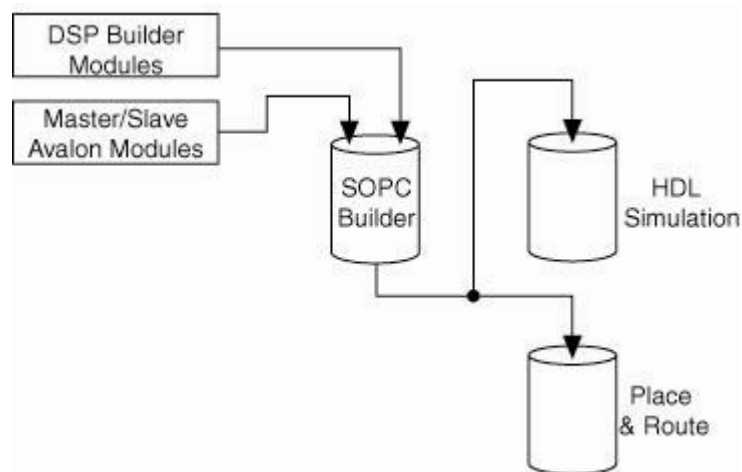 DSP Builder
Modules
Master/Slave
Avalon Modules
SOPC
Builder
HDL
Simulation
Place
& Route